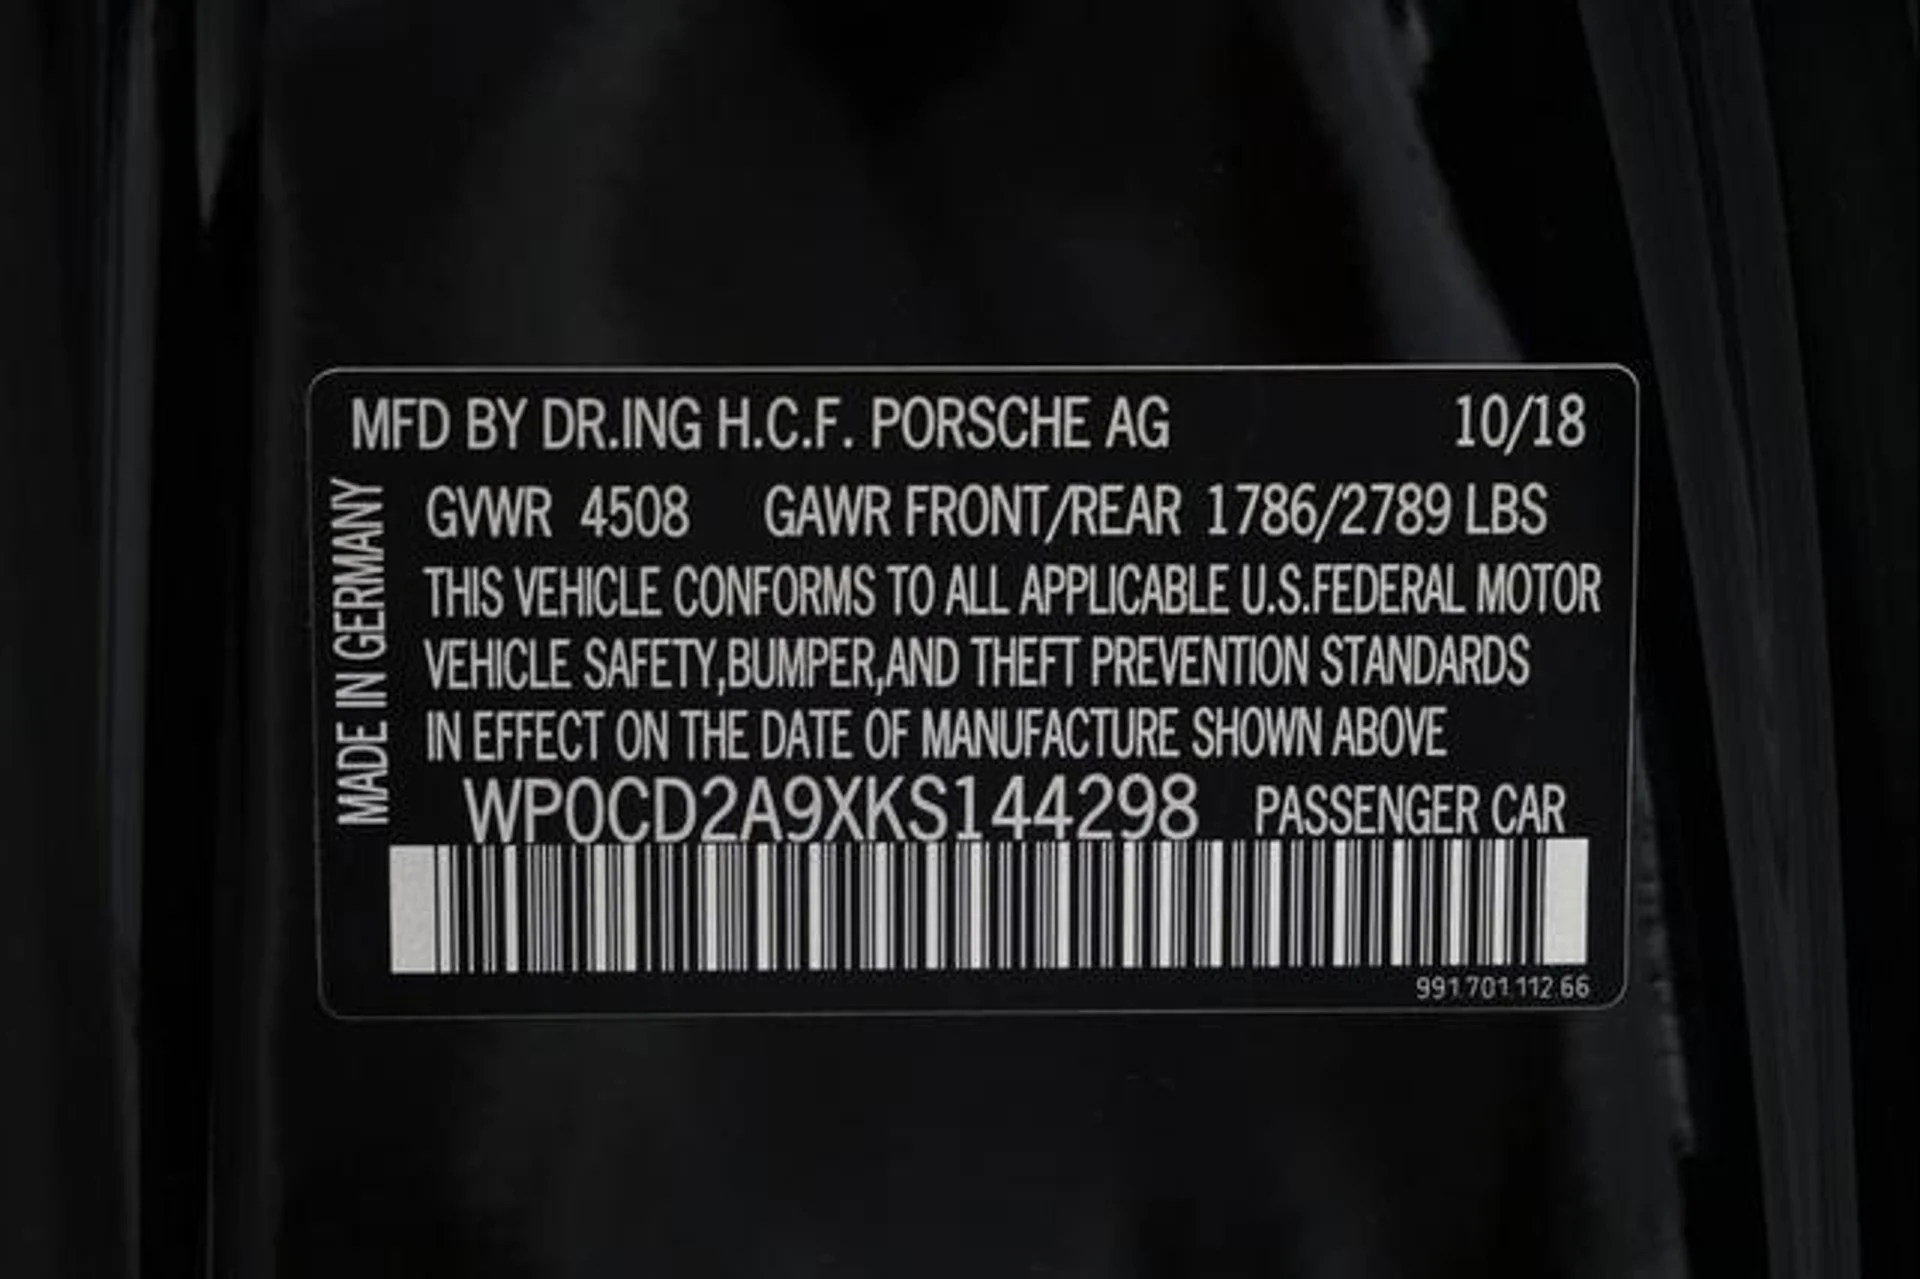 MFD BY DR.ING H.C.F. PORSCHE AG 10/18
MADE IN GERMANY
GVWR 4508 GAWR FRONT/REAR 1786/2789 LBS
THIS VEHICLE CONFORMS TO ALL APPLICABLE U.S.FEDERAL MOTOR
VEHICLE SAFETY,BUMPER,AND THEFT PREVENTION STANDARDS
IN EFFECT ON THE DATE OF MANUFACTURE SHOWN ABOVE
WP0CD2A9XKS144298 PASSENGER CAR
991.701.112.66